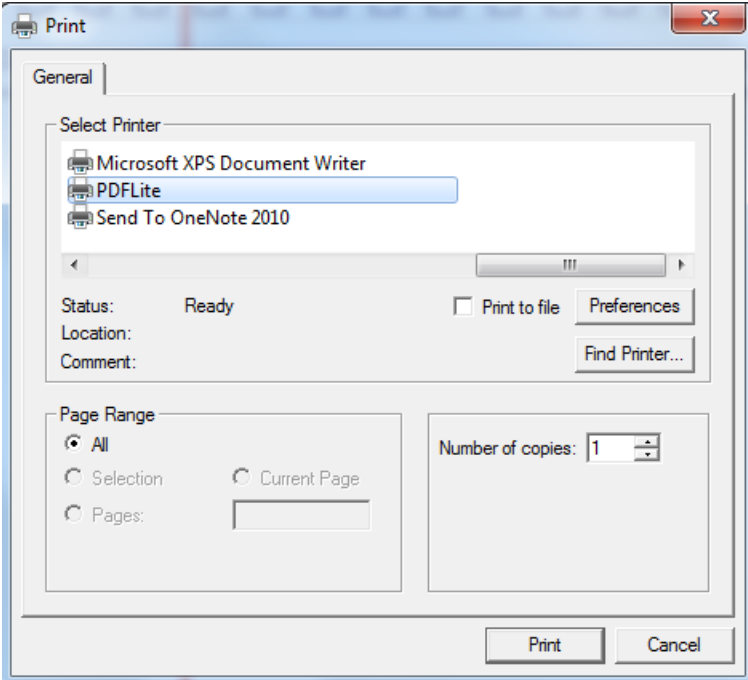 Print
General
Select Printer
Microsoft XPS Document Writer
PDFLite
Send To OneNote 2010
Status: Ready
Print to file
Preferences
Location:
Comment:
Find Printer...
Page Range
All
Selection
Current Page
Pages:
Number of copies: 1
Print
Cancel